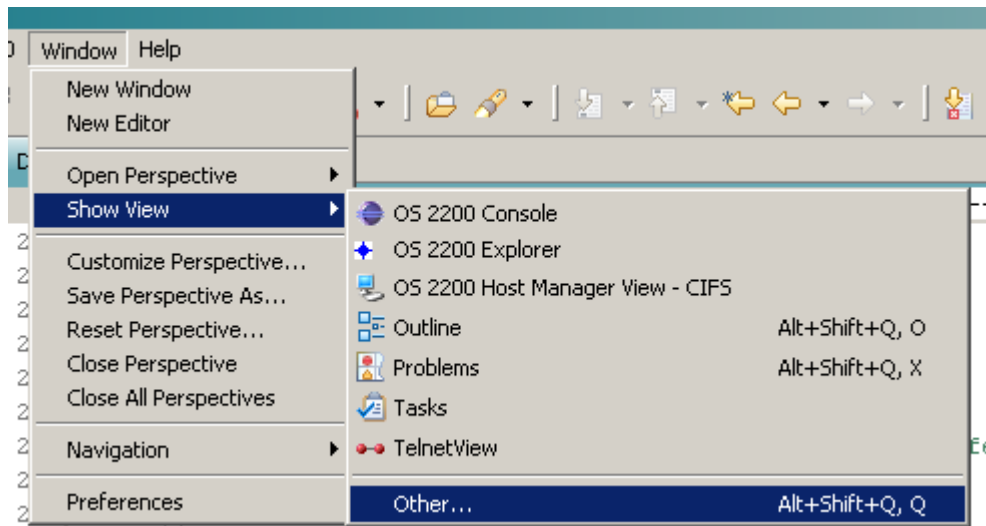 Window Help
New Window
New Editor
Open Perspective
Show View
OS 2200 Console
OS 2200 Explorer
Customize Perspective...
OS 2200 Host Manager View - CIFS
Save Perspective As...
Outline Alt+Shift+Q, O
Reset Perspective...
Problems Alt+Shift+Q, X
Close Perspective
Close All Perspectives
Tasks
Navigation
TelnetView
Preferences
Other... Alt+Shift+Q, Q